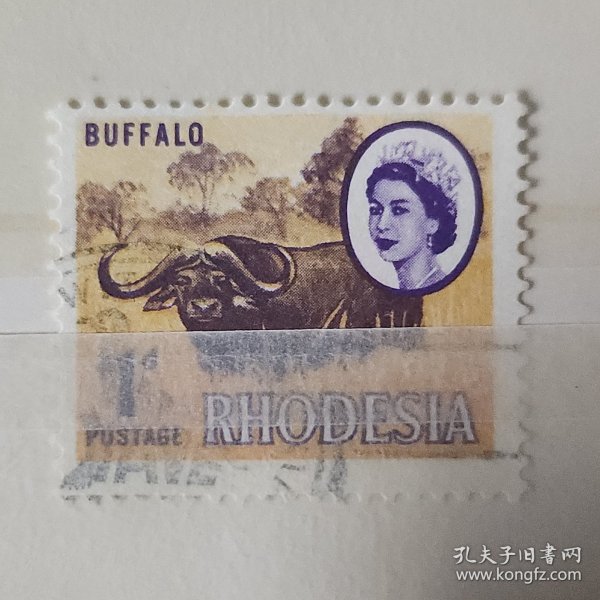 BUFFALO
1d
POSTAGE RHODESIA
孔夫子旧书网
www.kongfz.com